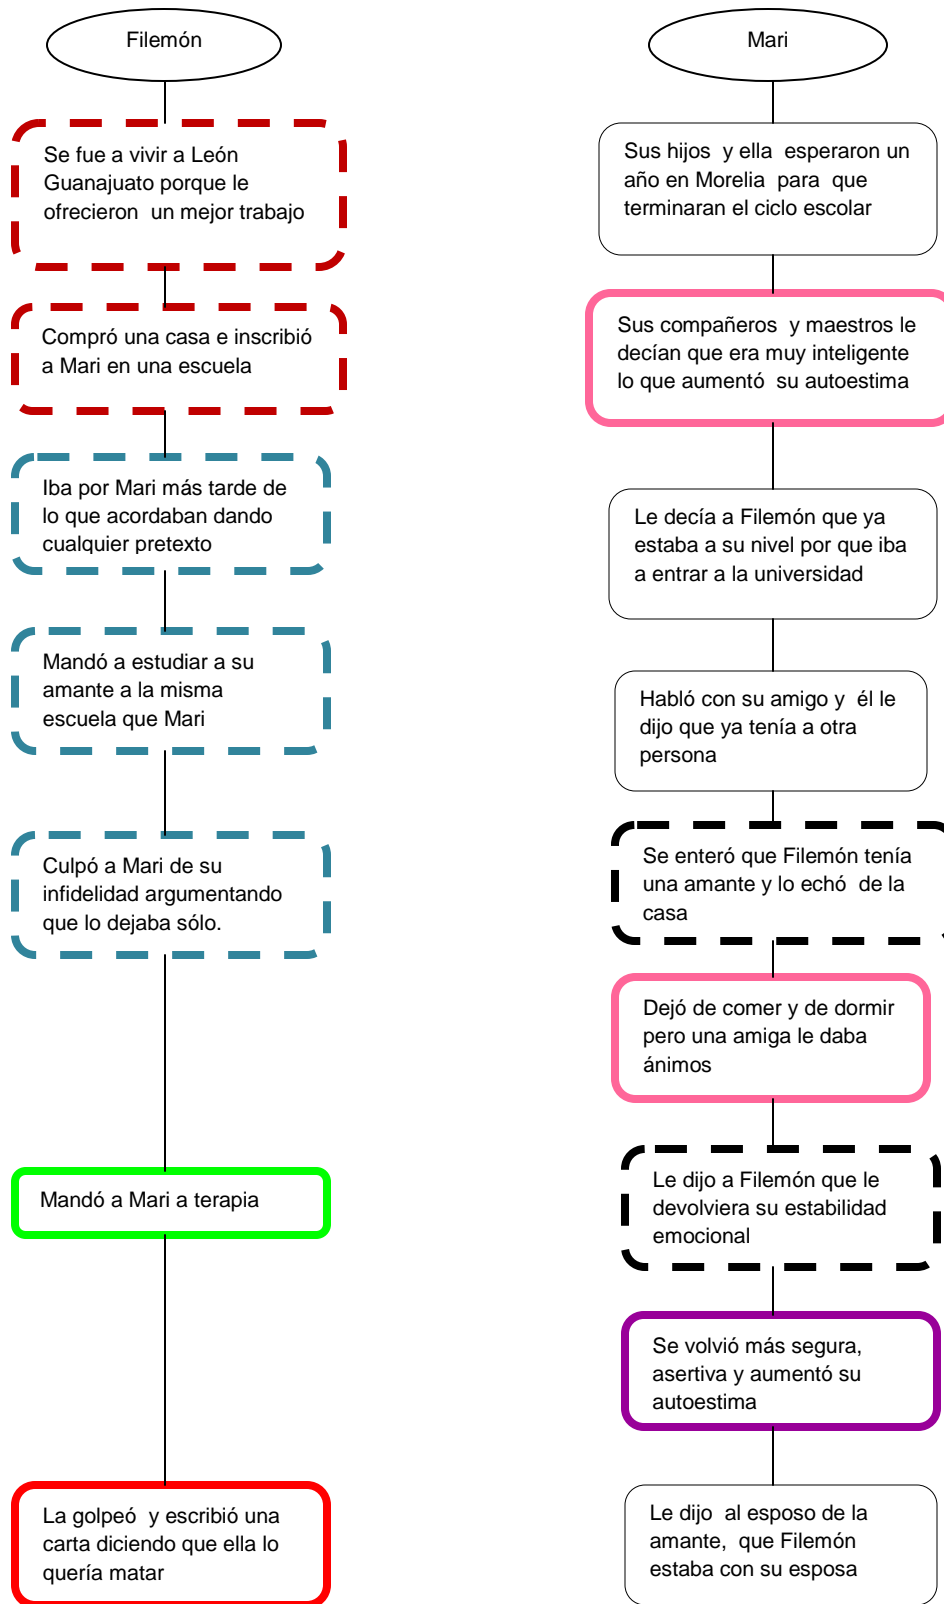 Filemón
Se fue a vivir a León
Guanajuato porque le
ofrecieron un mejor trabajo
Compró una casa e inscribió
a Mari en una escuela
Iba por Mari más tarde de
lo que acordaban dando
cualquier pretexto
Mandó a estudiar a su
amante a la misma
escuela que Mari
Culpó a Mari de su
infidelidad argumentando
que lo dejaba sólo.
Mandó a Mari a terapia
La golpeó y escribió una
carta diciendo que ella lo
quería matar
Mari
Sus hijos y ella esperaron un
año en Morelia para que
terminaran el ciclo escolar
Sus compañeros y maestros le
decían que era muy inteligente
lo que aumentó su autoestima
Le decía a Filemón que ya
estaba a su nivel por que iba
a entrar a la universidad
Habló con su amigo y él le
dijo que ya tenía a otra
persona
Se enteró que Filemón tenía
una amante y lo echó de la
casa
Dejó de comer y de dormir
pero una amiga le daba
ánimos
Le dijo a Filemón que le
devolviera su estabilidad
emocional
Se volvió más segura,
asertiva y aumentó su
autoestima
Le dijo al esposo de la
amante, que Filemón
estaba con su esposa